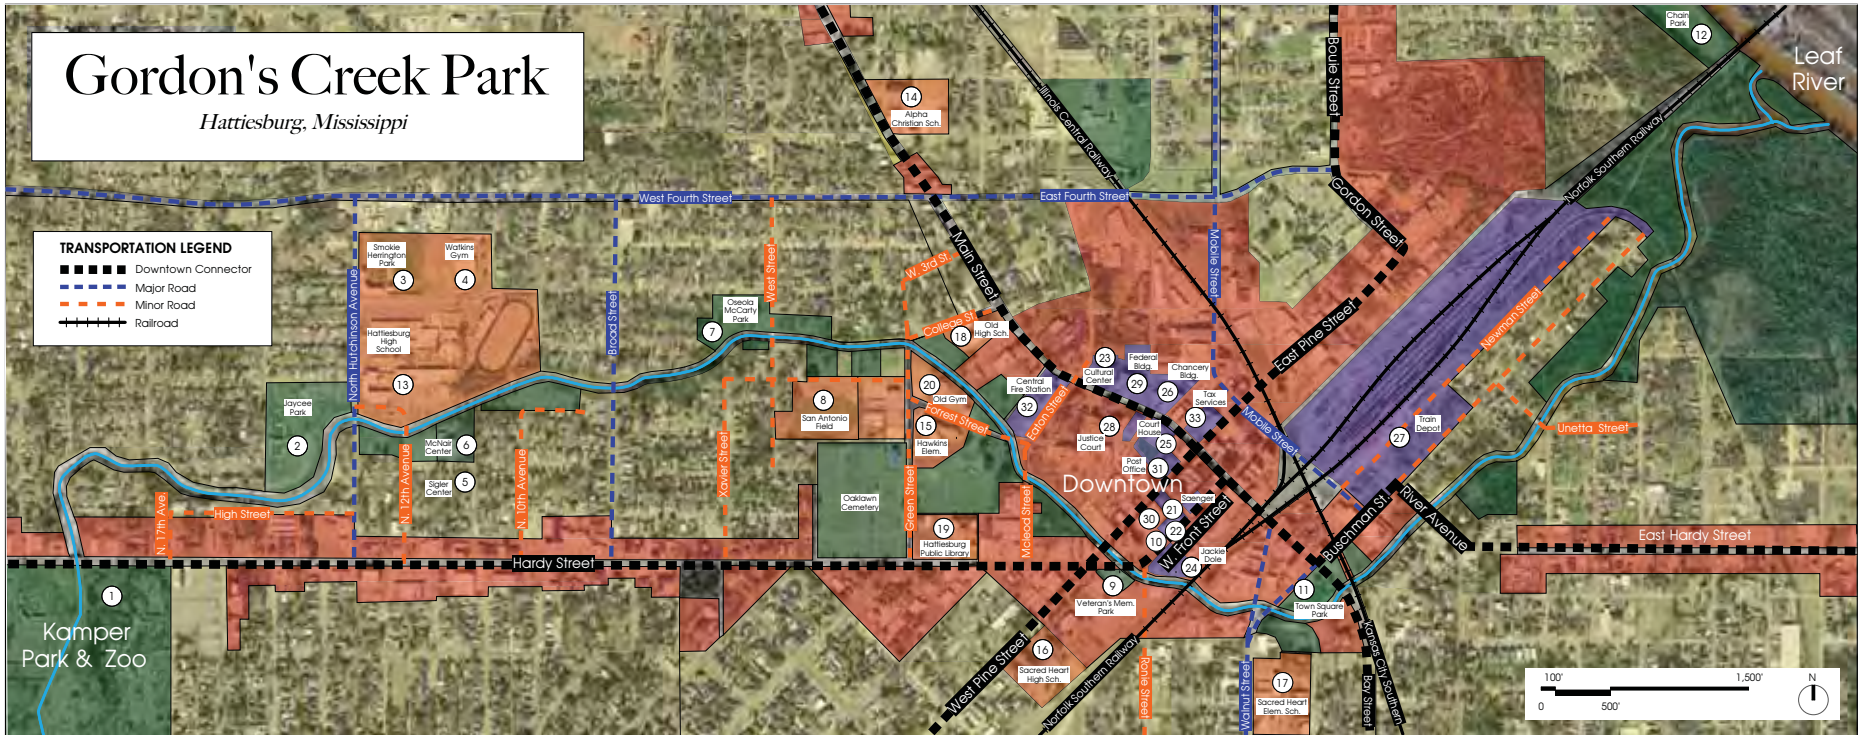 Gordon's Creek Park
Hattiesburg, Mississippi
TRANSPORTATION LEGEND
Downtown Connector
Major Road
Minor Road
Railroad
Chain
Park
12
Leaf
River
14
Alpha
Christian Sch.
Illinois Central Railway
Bouie Street
Norfolk Southern Railway
West Fourth Street
East Fourth Street
Gordon Street
Main Street
Mobile Street
East Pine Street
Newman Street
Smokie
Herrington
Park
3
Watkins
Gym
4
Hattiesburg
High
School
13
North Hutchinson Avenue
Broad Street
West Street
W. 3rd St.
College St.
Oseola
McCarty
Park
7
18
Old
High Sch.
Jaycee
Park
2
McNair
Center
6
Sigler
Center
5
N. 12th Avenue
N. 10th Avenue
N. 17th Ave
High Street
Xavier Street
8
San Antonio
Field
20
Old Gym
Forrest Street
15
Hawkins
Elem.
Green Street
Oaklawn
Cemetery
19
Hattiesburg
Public Library
Mcleod Street
Central
Fire Station
32
Eaton Street
23
Cultural
Center
Federal
Bldg.
29
Chancery
Bldg.
26
Tax
Services
33
28
Justice
Court
Court
House
25
Post
Office
31
Downtown
Saenger
21
30
22
10
W. Front Street
Jackie
Dole
24
Mobile Street
27
Train
Depot
Unetta Street
Buschman St.
River Avenue
East Hardy Street
Hardy Street
1
Kamper
Park & Zoo
9
Veteran's Mem.
Park
11
Town Square
Park
West Pine Street
16
Sacred Heart
High Sch.
Norfolk Southern Railway
Ronie Street
Walnut Street
17
Sacred Heart
Elem. Sch.
Bay Street
Kansas City Southern
100'
1,500'
0
500'
N